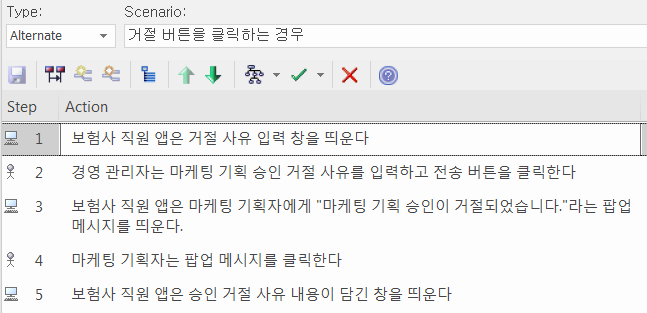 Type:
Scenario:
Alternate
거절 버튼을 클릭하는 경우
Step
Action
1
보험사 직원 앱은 거절 사유 입력 창을 띄운다
2
경영 관리자는 마케팅 기획 승인 거절 사유를 입력하고 전송 버튼을 클릭한다
3
보험사 직원 앱은 마케팅 기획자에게 "마케팅 기획 승인이 거절되었습니다."라는 팝업
메시지를 띄운다.
4
마케팅 기획자는 팝업 메시지를 클릭한다
5
보험사 직원 앱은 승인 거절 사유 내용이 담긴 창을 띄운다